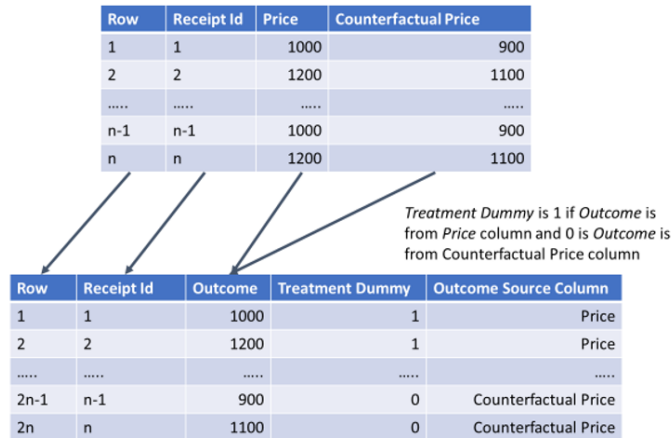 Row Receipt Id Price Counterfactual Price
1 1 1000 900
2 2 1200 1100
..... ..... ..... .....
n-1 n-1 1000 900
n n 1200 1100
Treatment Dummy is 1 if Outcome is
from Price column and 0 is Outcome is
from Counterfactual Price column
Row Receipt Id Outcome Treatment Dummy Outcome Source Column
1 1 1000 1 Price
2 2 1200 1 Price
..... ..... ..... ..... .....
2n-1 n-1 900 0 Counterfactual Price
2n n 1100 0 Counterfactual Price